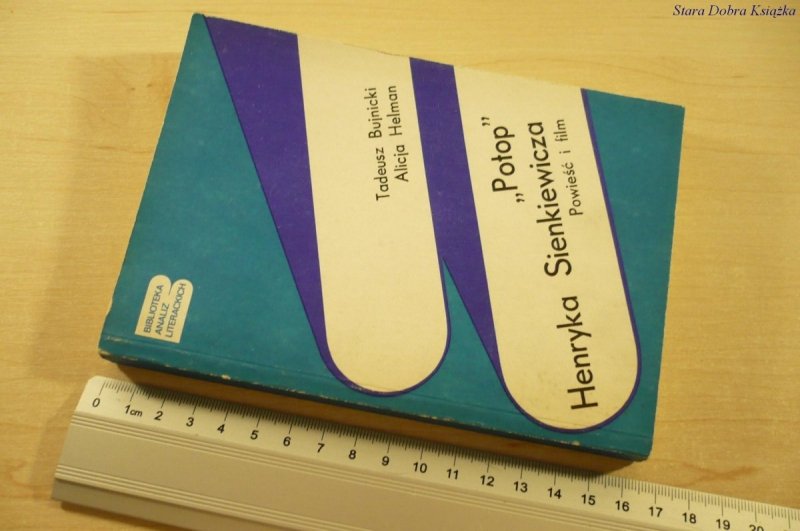 Stara Dobra Książka
Tadeusz Bujnicki
Alicja Helman
„Potop”
Henryka Sienkiewicza
Powieść i film
BIBLIOTEKA
ANALIZ
LITERACKICH
0 1cm 2 3 4 5 6 7 8 9 10 11 12 13 14 15 16 17 18 19 20